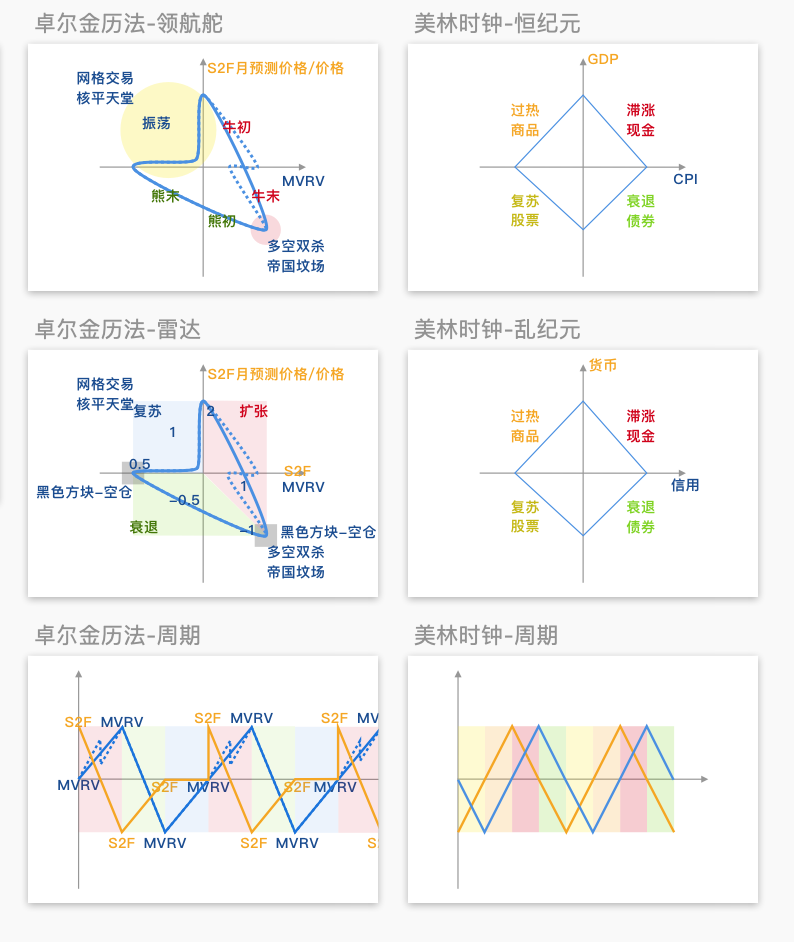 卓尔金历法-领航舵
S2F月预测价格/价格
网格交易
核平天堂
振荡
牛初
MVRV
熊末
牛末
熊初
多空双杀
帝国坟场
美林时钟-恒纪元
GDP
过热
商品
滞涨
现金
CPI
复苏
股票
衰退
债券
卓尔金历法-雷达
S2F月预测价格/价格
网格交易
核平天堂
复苏
2
扩张
1
0.5
S2F
MVRV
黑色方块-空仓
1
-0.5
衰退
-1
黑色方块-空仓
多空双杀
帝国坟场
美林时钟-乱纪元
货币
过热
商品
滞涨
现金
信用
复苏
股票
衰退
债券
卓尔金历法-周期
S2F MVRV S2F MVRV S2F MV
MVRV S2F MVRV S2F MVRV
S2F MVRV S2F MVRV S
美林时钟-周期